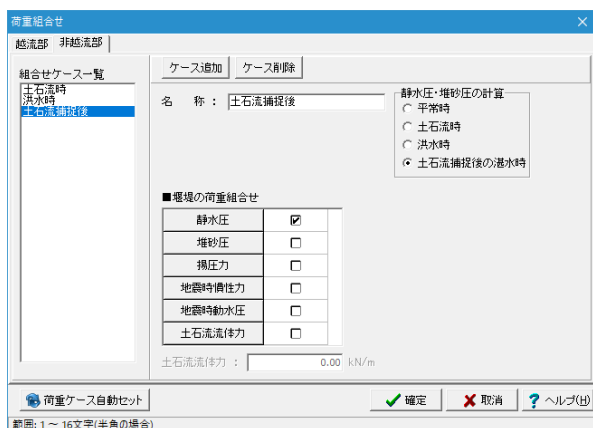 荷重組合せ
越流部 非越流部
組合せケース一覧
土石流時
洪水時
土石流捕捉後
ケース追加 ケース削除
名 称 : 土石流捕捉後
静水圧・堆砂圧の計算
平常時
土石流時
洪水時
土石流捕捉後の湛水時
■堰堤の荷重組合せ
静水圧
堆砂圧
揚圧力
地震時慣性力
地震時動水圧
土石流流体力
土石流流体力 : 0.00 kN/m
荷重ケース自動セット 確定 取消 ヘルプ(H)
範囲: 1 ~ 16文字(半角の場合)